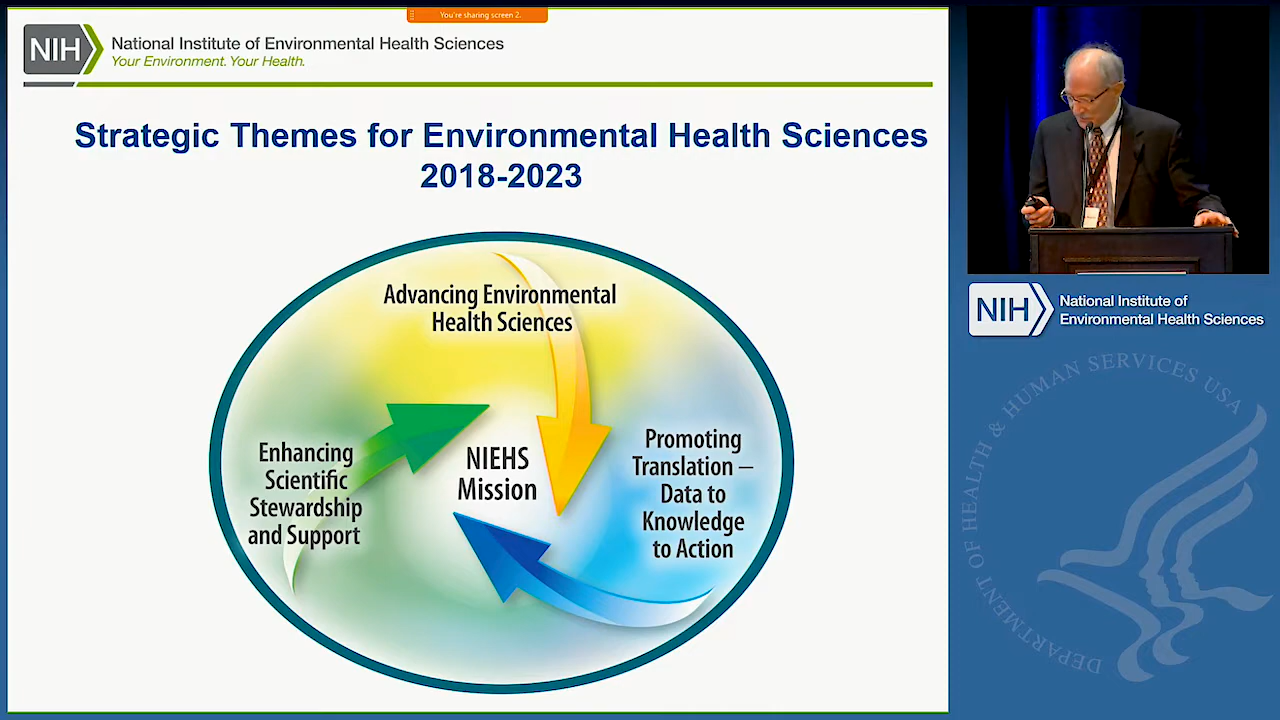 You're sharing screen 2.
NIH
National Institute of Environmental Health Sciences
Your Environment. Your Health.
Strategic Themes for Environmental Health Sciences
2018-2023
Advancing Environmental
Health Sciences
Enhancing
Scientific
Stewardship
and Support
NIEHS
Mission
Promoting
Translation –
Data to
Knowledge
to Action
NIH
National Institute of
Environmental Health Sciences
DEPARTMENT OF HEALTH & HUMAN SERVICES USA